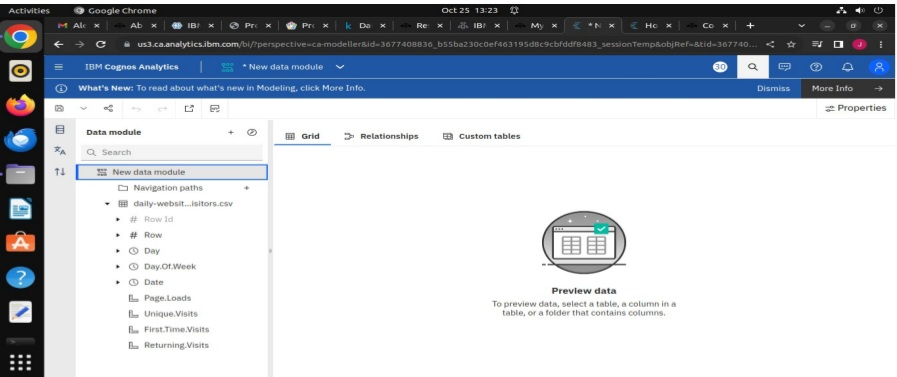 Activities Google Chrome Oct 25 13:23
Ab Pr Da Re: My * N Ho Co +
us3.ca.analytics.ibm.com/bi/?perspective=ca-modeller&id=3677408836_b55ba230c0ef463195d8c9cbfddf8483_sessionTemp&objRef=&tid=367740...
IBM Cognos Analytics * New data module 30
What's New: To read about what's new in Modeling, click More Info. Dismiss More Info →
Properties
Data module +
Search
New data module
Navigation paths +
daily-websit...isitors.csv
# Row Id
# Row
Day
Day.Of.Week
Date
Page.Loads
Unique.Visits
First.Time.Visits
Returning.Visits
Grid Relationships Custom tables
Preview data
To preview data, select a table, a column in a
table, or a folder that contains columns.